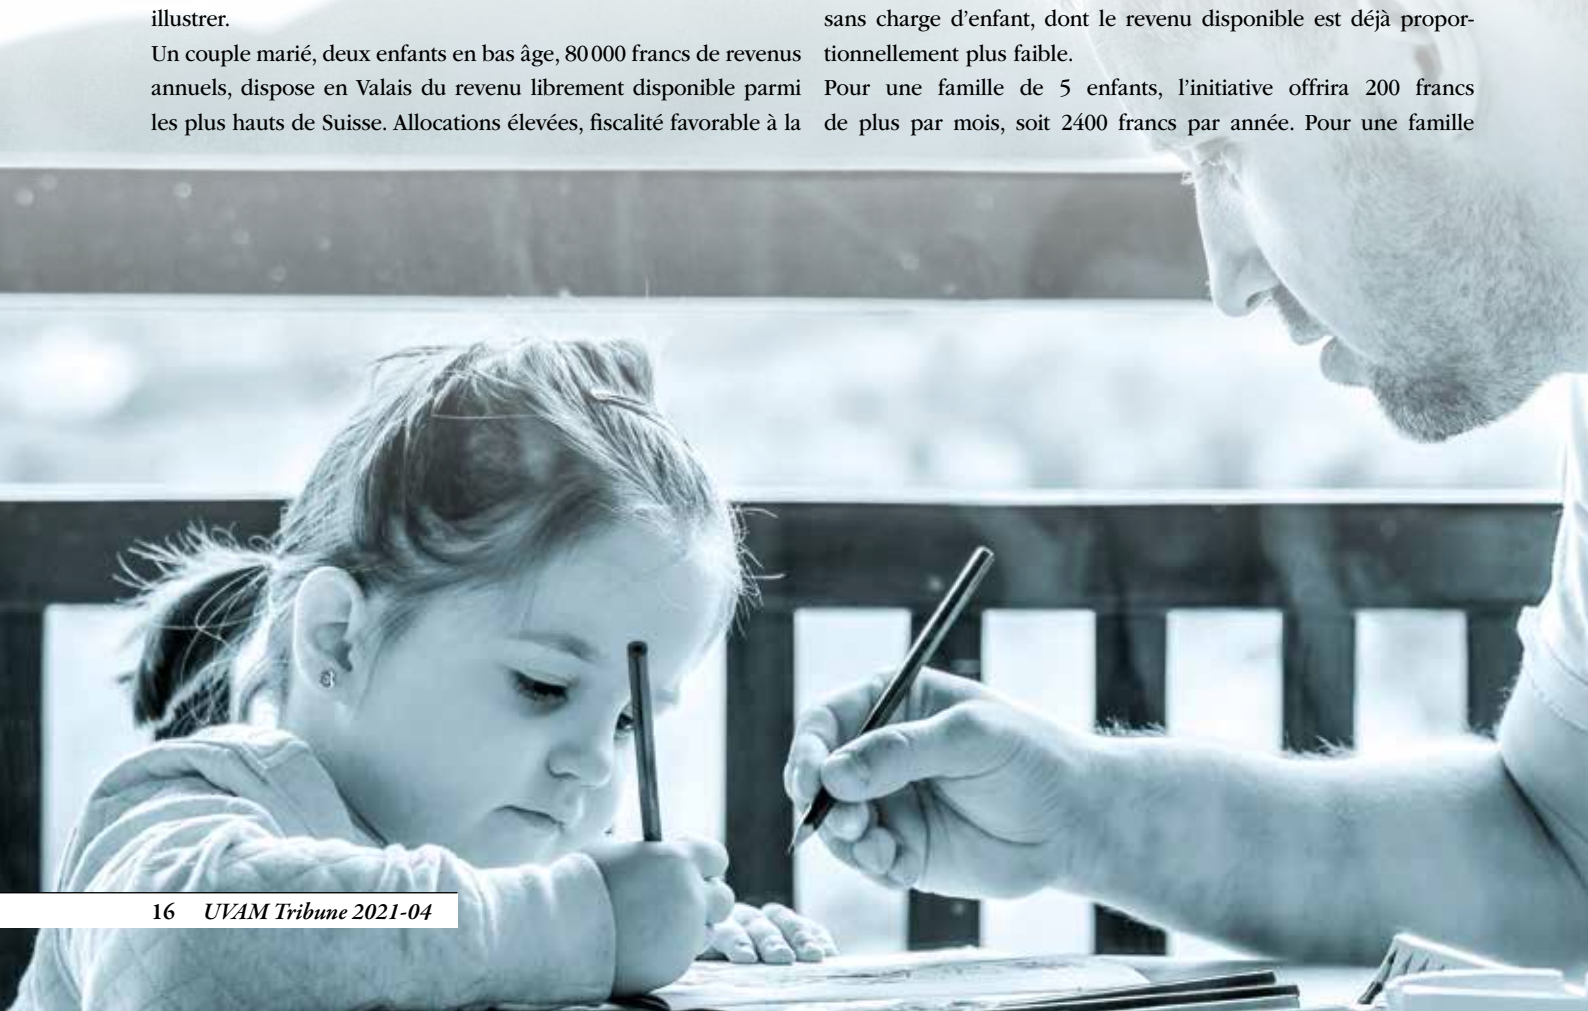 illustrer.
Un couple marié, deux enfants en bas âge, 80 000 francs de revenus
annuels, dispose en Valais du revenu librement disponible parmi
les plus hauts de Suisse. Allocations élevées, fiscalité favorable à la
sans charge d’enfant, dont le revenu disponible est déjà propor-
tionnellement plus faible.
Pour une famille de 5 enfants, l’initiative offrira 200 francs
de plus par mois, soit 2400 francs par année. Pour une famille
16 UVAM Tribune 2021-04